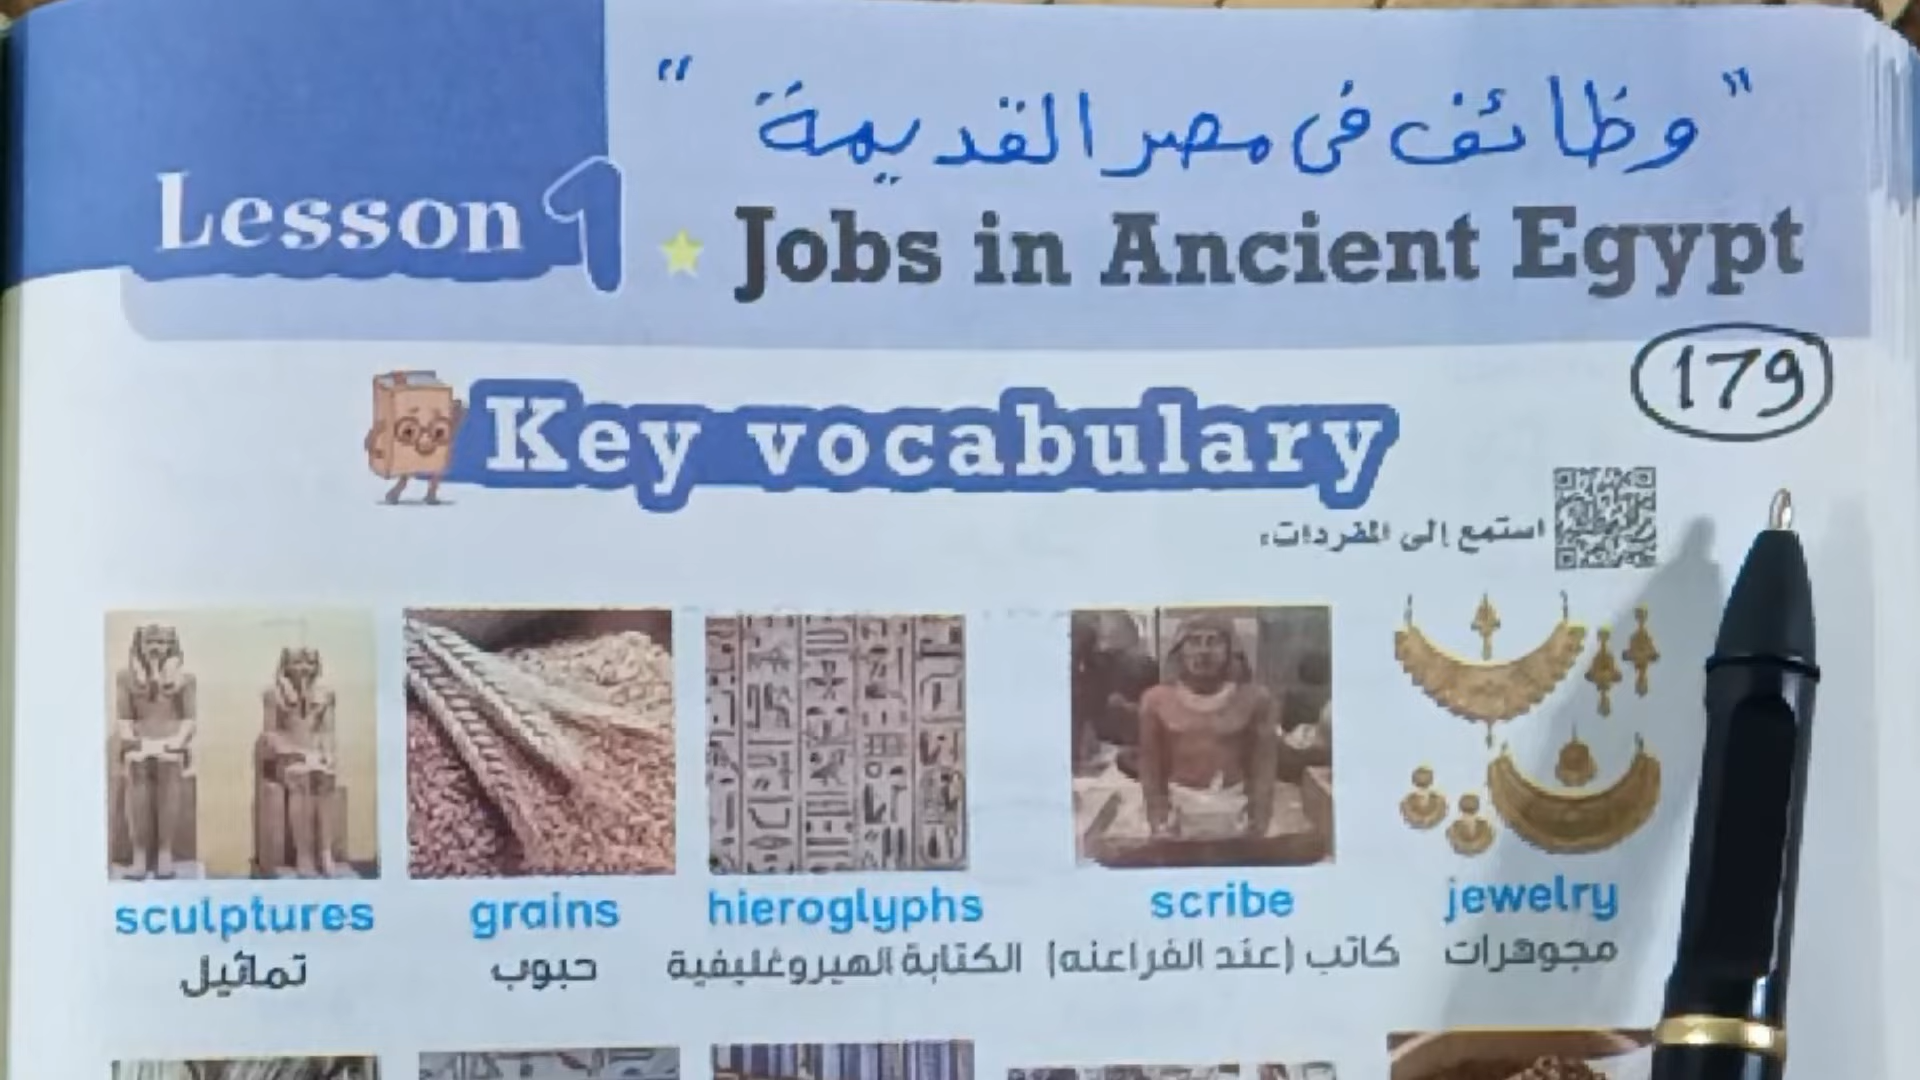 " وظائف فى مصر القديمة "
Lesson 1
Jobs in Ancient Egypt
179
Key vocabulary
استمع إلى المفردات:
sculptures grains hieroglyphs scribe jewelry
تماثيل حبوب الكتابة الهيروغليفية كاتب (عند الفراعنه) مجوهرات